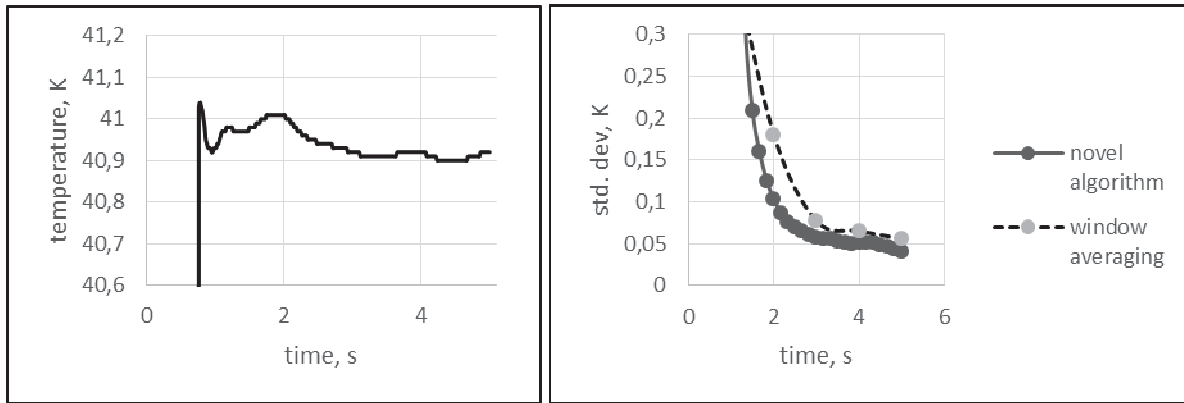 41,2
41,1
41
40,9
40,8
40,7
40,6
temperature, K
0 2 4
time, s
0,3
0,25
0,2
0,15
0,1
0,05
0
std. dev, K
0 2 4 6
time, s
novel
algorithm
window
averaging